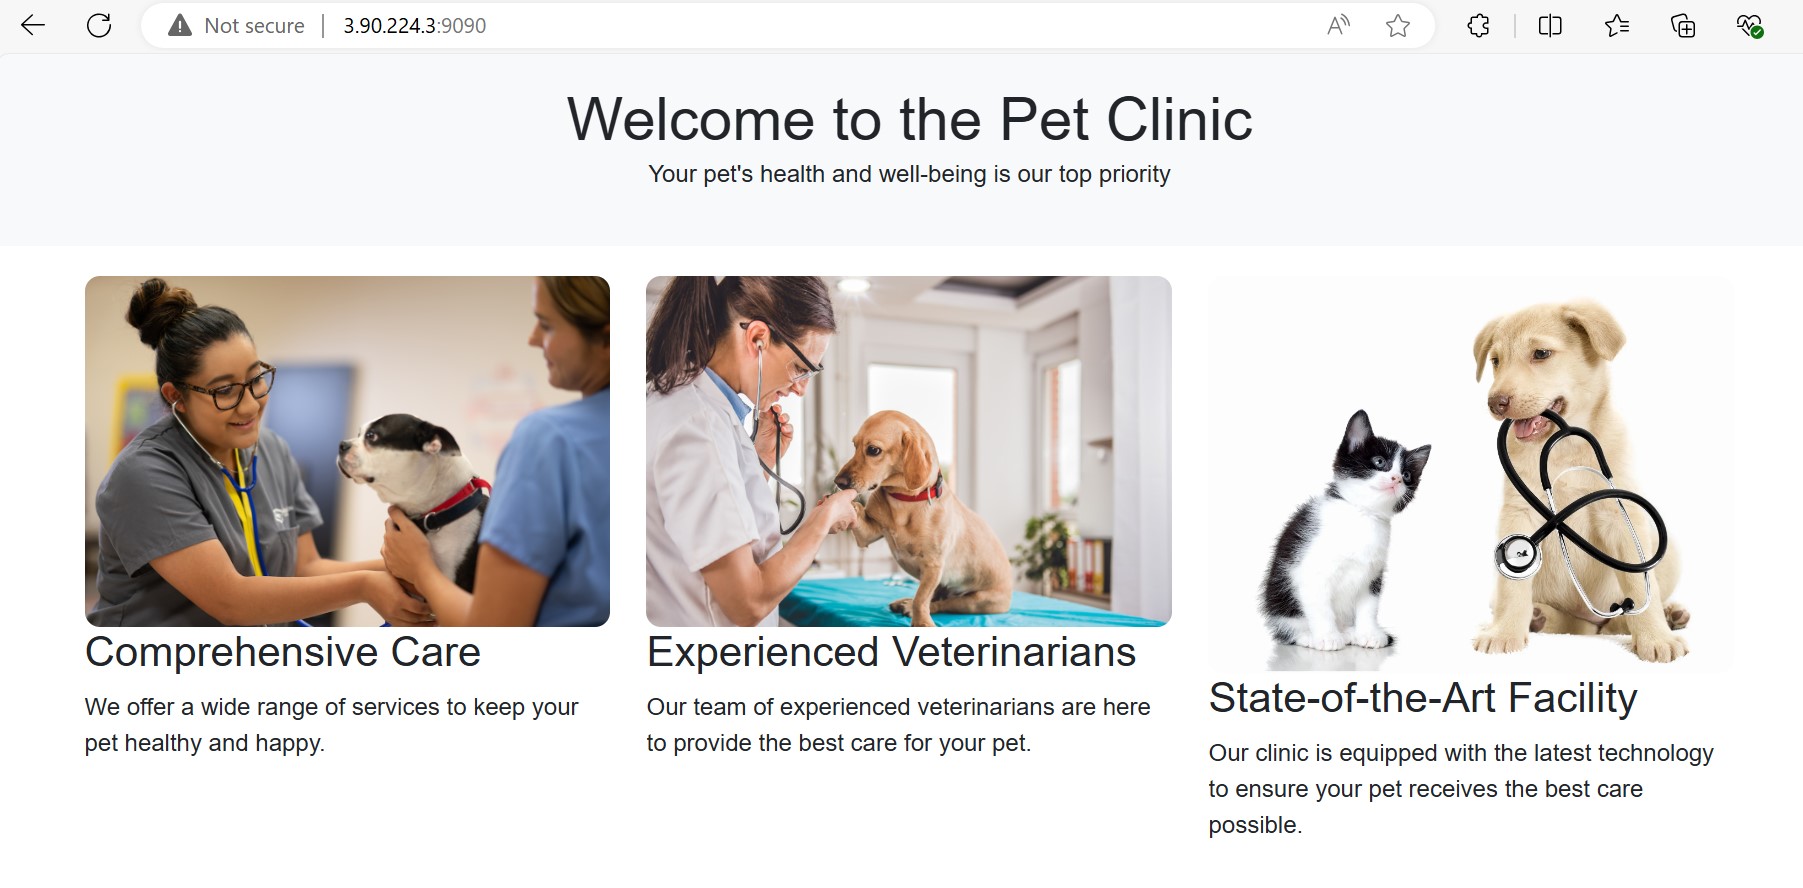 Not secure | 3.90.224.3:9090
Welcome to the Pet Clinic
Your pet's health and well-being is our top priority
Comprehensive Care
We offer a wide range of services to keep your
pet healthy and happy.
Experienced Veterinarians
Our team of experienced veterinarians are here
to provide the best care for your pet.
State-of-the-Art Facility
Our clinic is equipped with the latest technology
to ensure your pet receives the best care
possible.